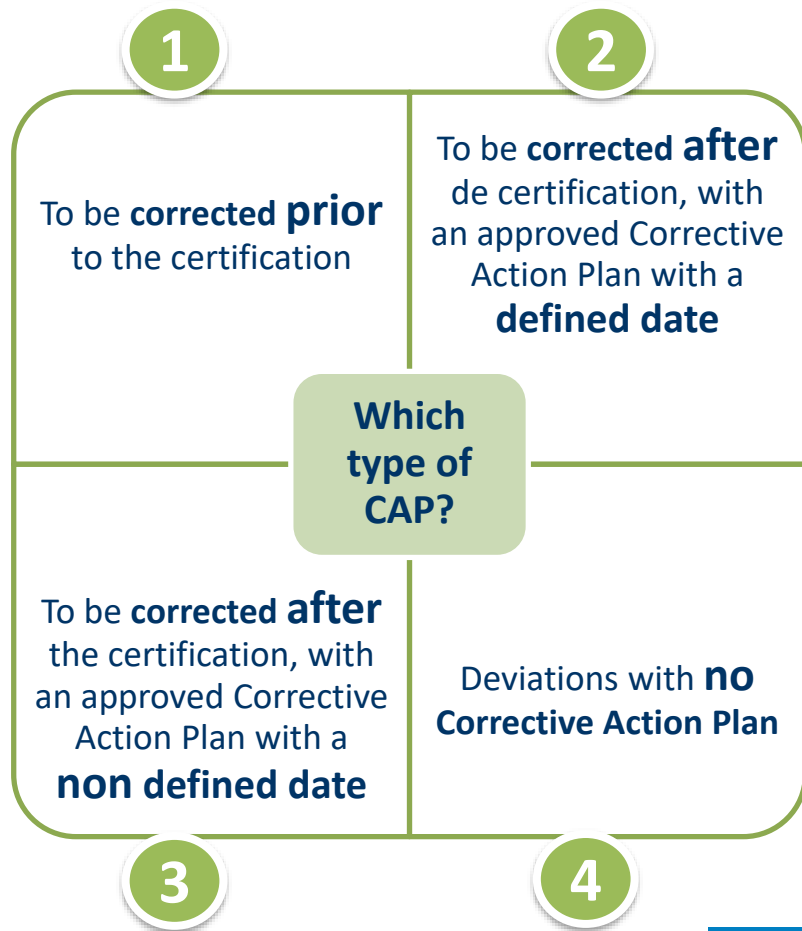 1
To be corrected prior
to the certification
2
To be corrected after
de certification, with
an approved Corrective
Action Plan with a
defined date
Which
type of
CAP?
3
To be corrected after
the certification, with
an approved Corrective
Action Plan with a
non defined date
4
Deviations with no
Corrective Action Plan